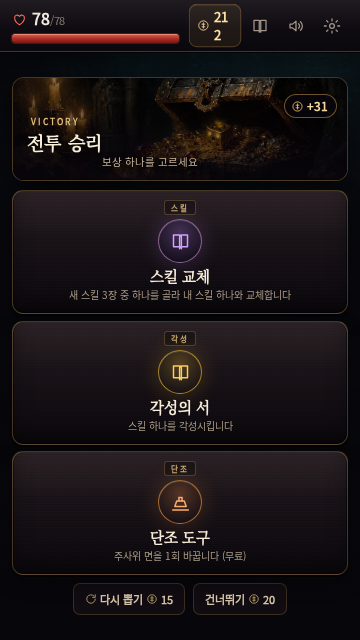 78/78
21
2
+31
VICTORY
전투 승리
보상 하나를 고르세요
스킬
스킬 교체
새 스킬 3장 중 하나를 골라 내 스킬 하나와 교체합니다
각성
각성의 서
스킬 하나를 각성시킵니다
단조
단조 도구
주사위 면을 1회 바꿉니다 (무료)
다시 뽑기 15
건너뛰기 20